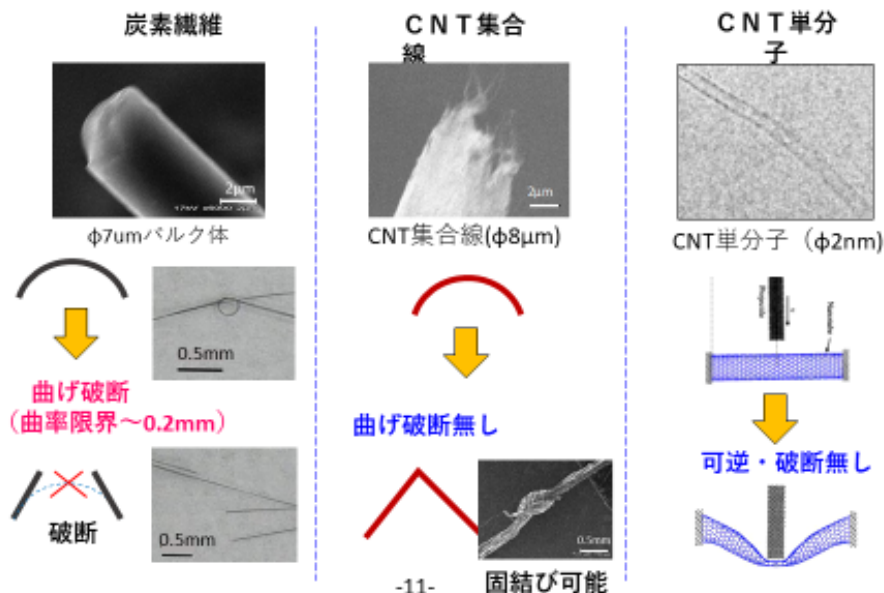 炭素繊維
2μm
φ7umバルク体
0.5mm
曲げ破断
（曲率限界～0.2mm）
破断
0.5mm
ＣＮＴ集合
線
2μm
CNT集合線(φ8μm)
曲げ破断無し
0.5mm
固結び可能
-11-
ＣＮＴ単分
子
CNT単分子（φ2nm)
Projectile
v
Nanotube
可逆・破断無し